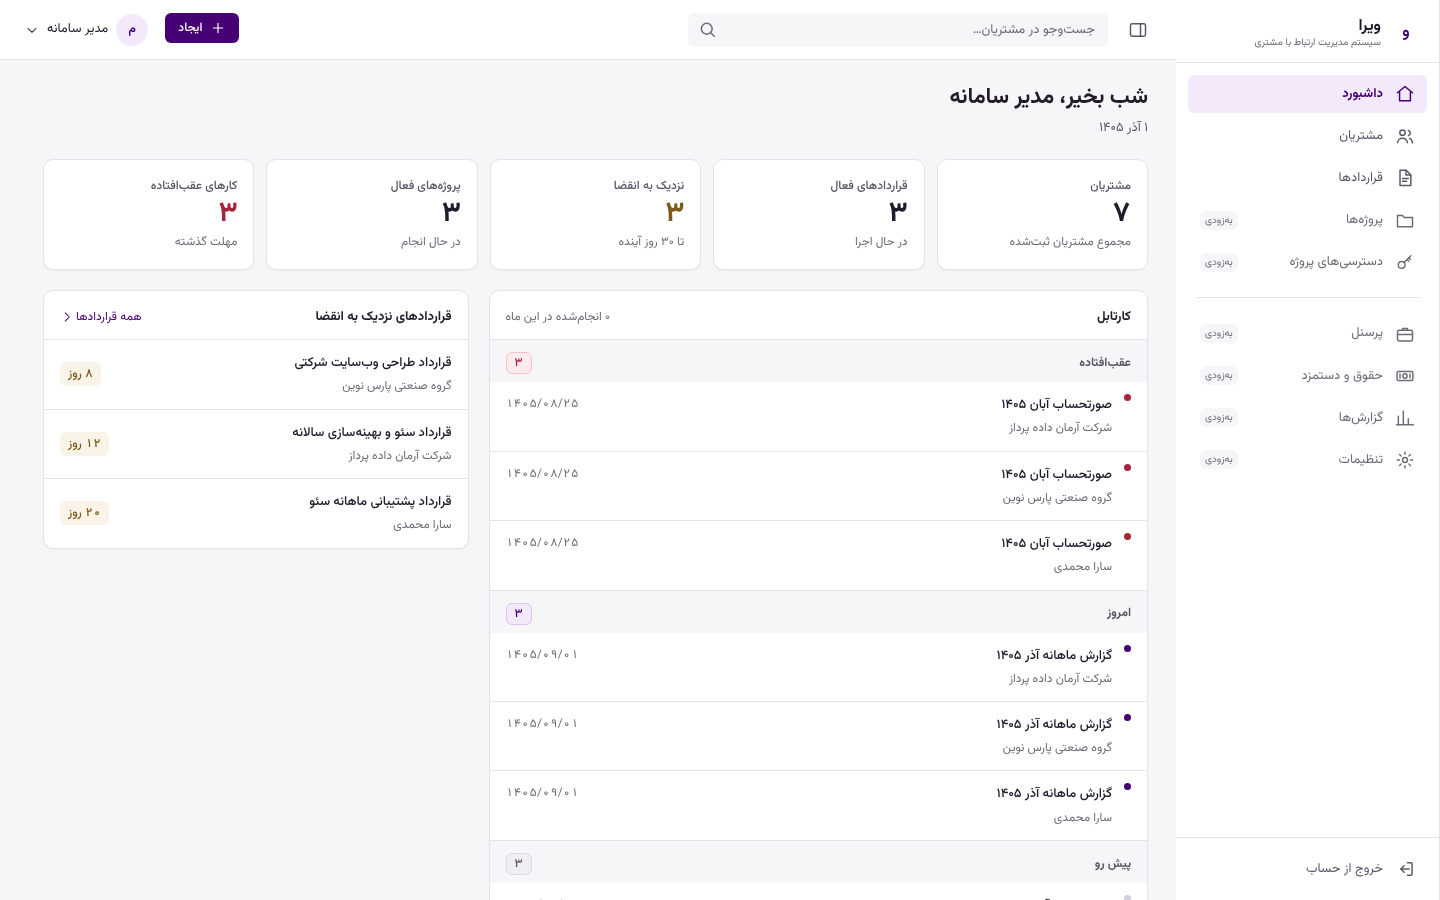 و
ویرا
سیستم مدیریت ارتباط با مشتری
داشبورد
مشتریان
قراردادها
پروژه‌ها
به‌زودی
دسترسی‌های پروژه
به‌زودی
پرسنل
به‌زودی
حقوق و دستمزد
به‌زودی
گزارش‌ها
به‌زودی
تنظیمات
به‌زودی
خروج از حساب
جست‌وجو در مشتریان…
ایجاد
م
مدیر سامانه
شب بخیر، مدیر سامانه
۱ آذر ۱۴۰۵
مشتریان
۷
مجموع مشتریان ثبت‌شده
قراردادهای فعال
۳
در حال اجرا
نزدیک به انقضا
۳
تا ۳۰ روز آینده
پروژه‌های فعال
۳
در حال انجام
کارهای عقب‌افتاده
۳
مهلت گذشته
کارتابل
۰ انجام‌شده در این ماه
عقب‌افتاده
۳
صورتحساب آبان ۱۴۰۵
۱۴۰۵/۰۸/۲۵
شرکت آرمان داده پرداز
صورتحساب آبان ۱۴۰۵
۱۴۰۵/۰۸/۲۵
گروه صنعتی پارس نوین
صورتحساب آبان ۱۴۰۵
۱۴۰۵/۰۸/۲۵
سارا محمدی
امروز
۳
گزارش ماهانه آذر ۱۴۰۵
۱۴۰۵/۰۹/۰۱
شرکت آرمان داده پرداز
گزارش ماهانه آذر ۱۴۰۵
۱۴۰۵/۰۹/۰۱
گروه صنعتی پارس نوین
گزارش ماهانه آذر ۱۴۰۵
۱۴۰۵/۰۹/۰۱
سارا محمدی
پیش رو
۳
قراردادهای نزدیک به انقضا
همه قراردادها
قرارداد طراحی وب‌سایت شرکتی
گروه صنعتی پارس نوین
۸ روز
قرارداد سئو و بهینه‌سازی سالانه
شرکت آرمان داده پرداز
۱۲ روز
قرارداد پشتیبانی ماهانه سئو
سارا محمدی
۲۰ روز